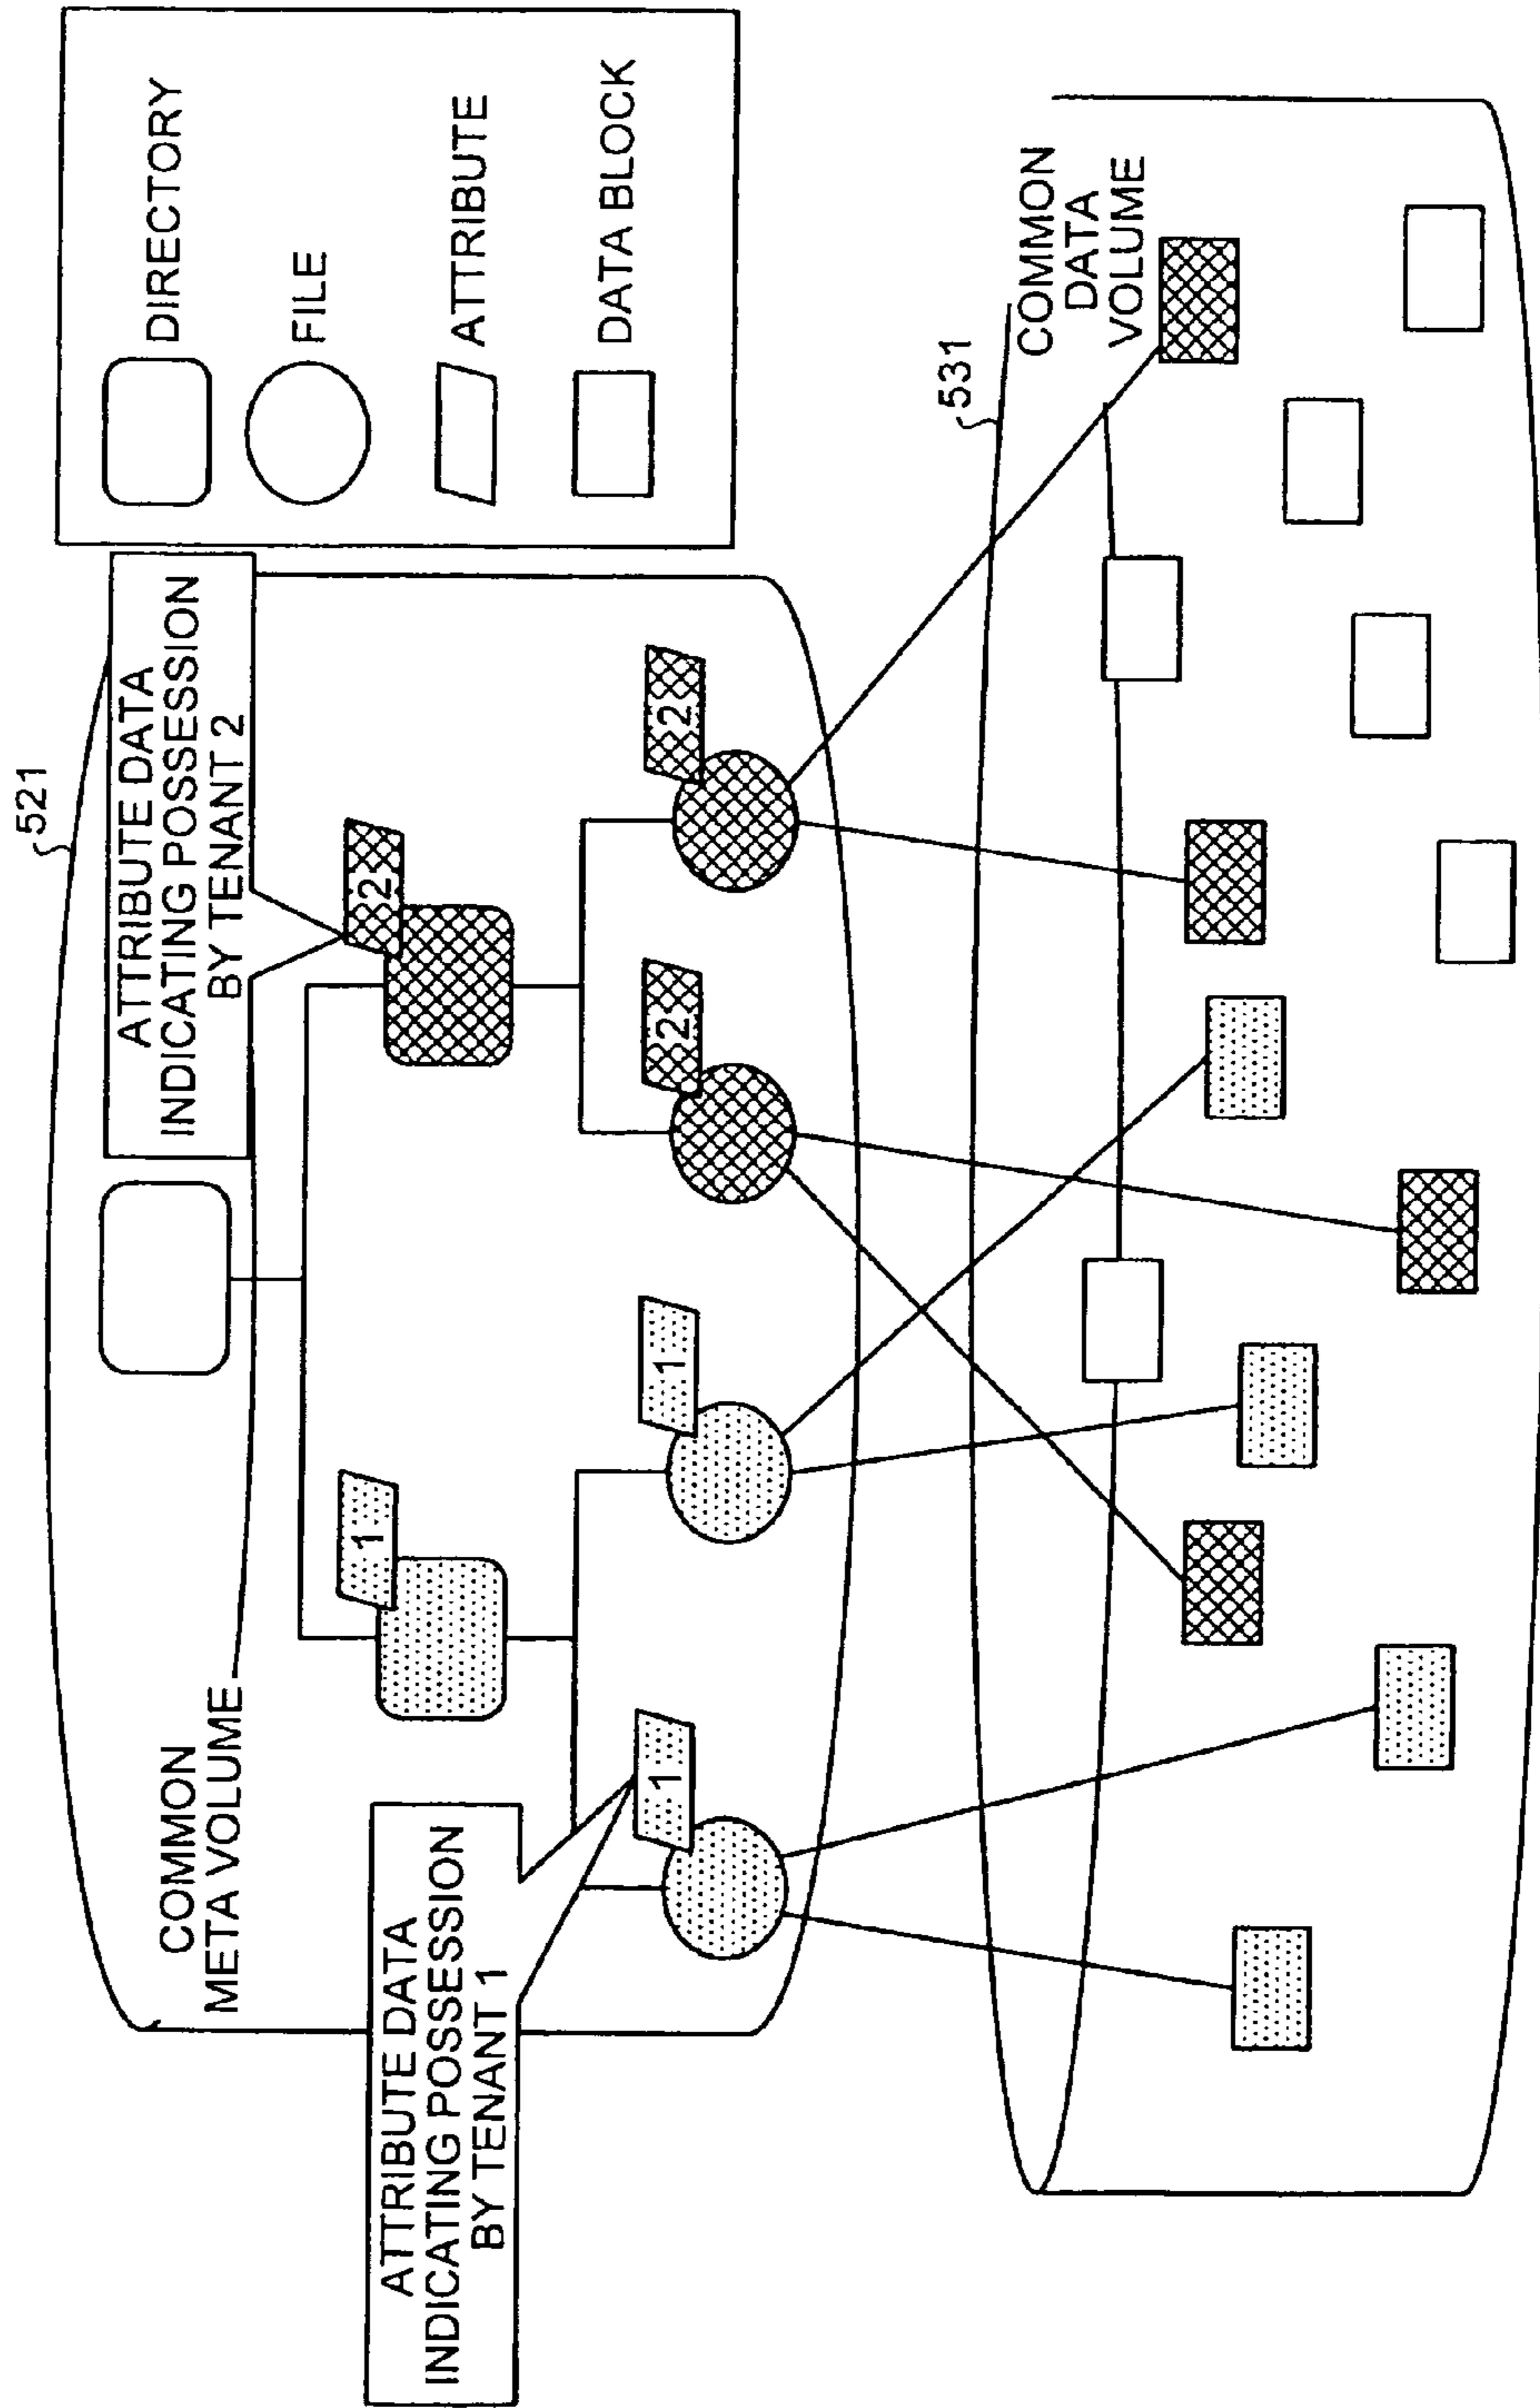 521
COMMON
META VOLUME
ATTRIBUTE DATA
INDICATING POSSESSION
BY TENANT 2
DIRECTORY
FILE
ATTRIBUTE
DATA BLOCK
1
2
ATTRIBUTE DATA
INDICATING POSSESSION
BY TENANT 1
1
1
2
2
531
COMMON
DATA
VOLUME